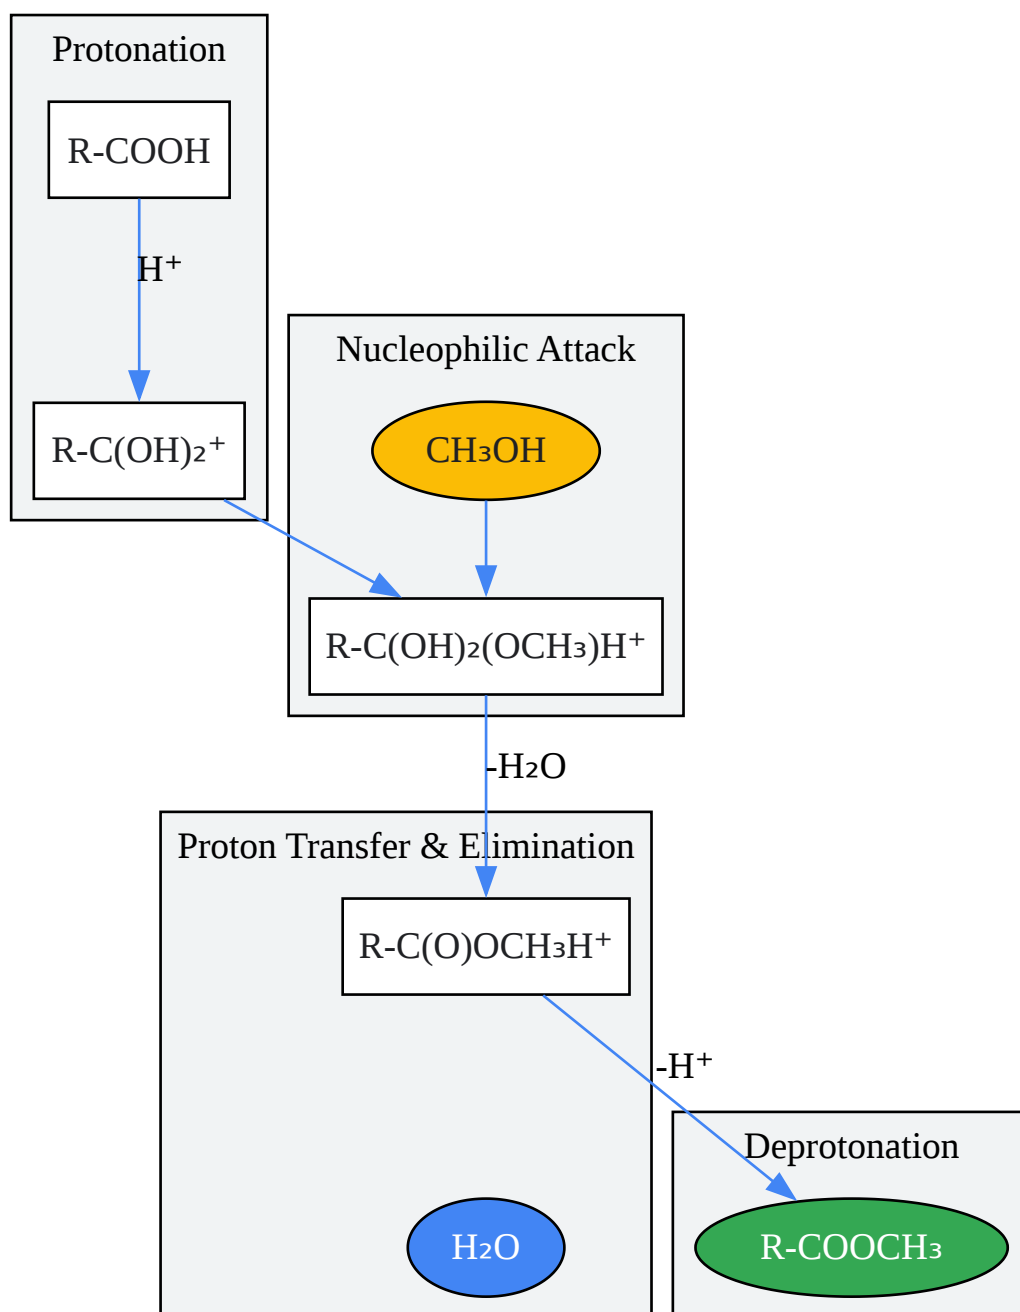 Protonation
R-COOH
H⁺
R-C(OH)₂⁺
Nucleophilic Attack
CH₃OH
R-C(OH)₂(OCH₃)H⁺
-H₂O
Proton Transfer & Elimination
R-C(O)OCH₃H⁺
-H⁺
H₂O
Deprotonation
R-COOCH₃